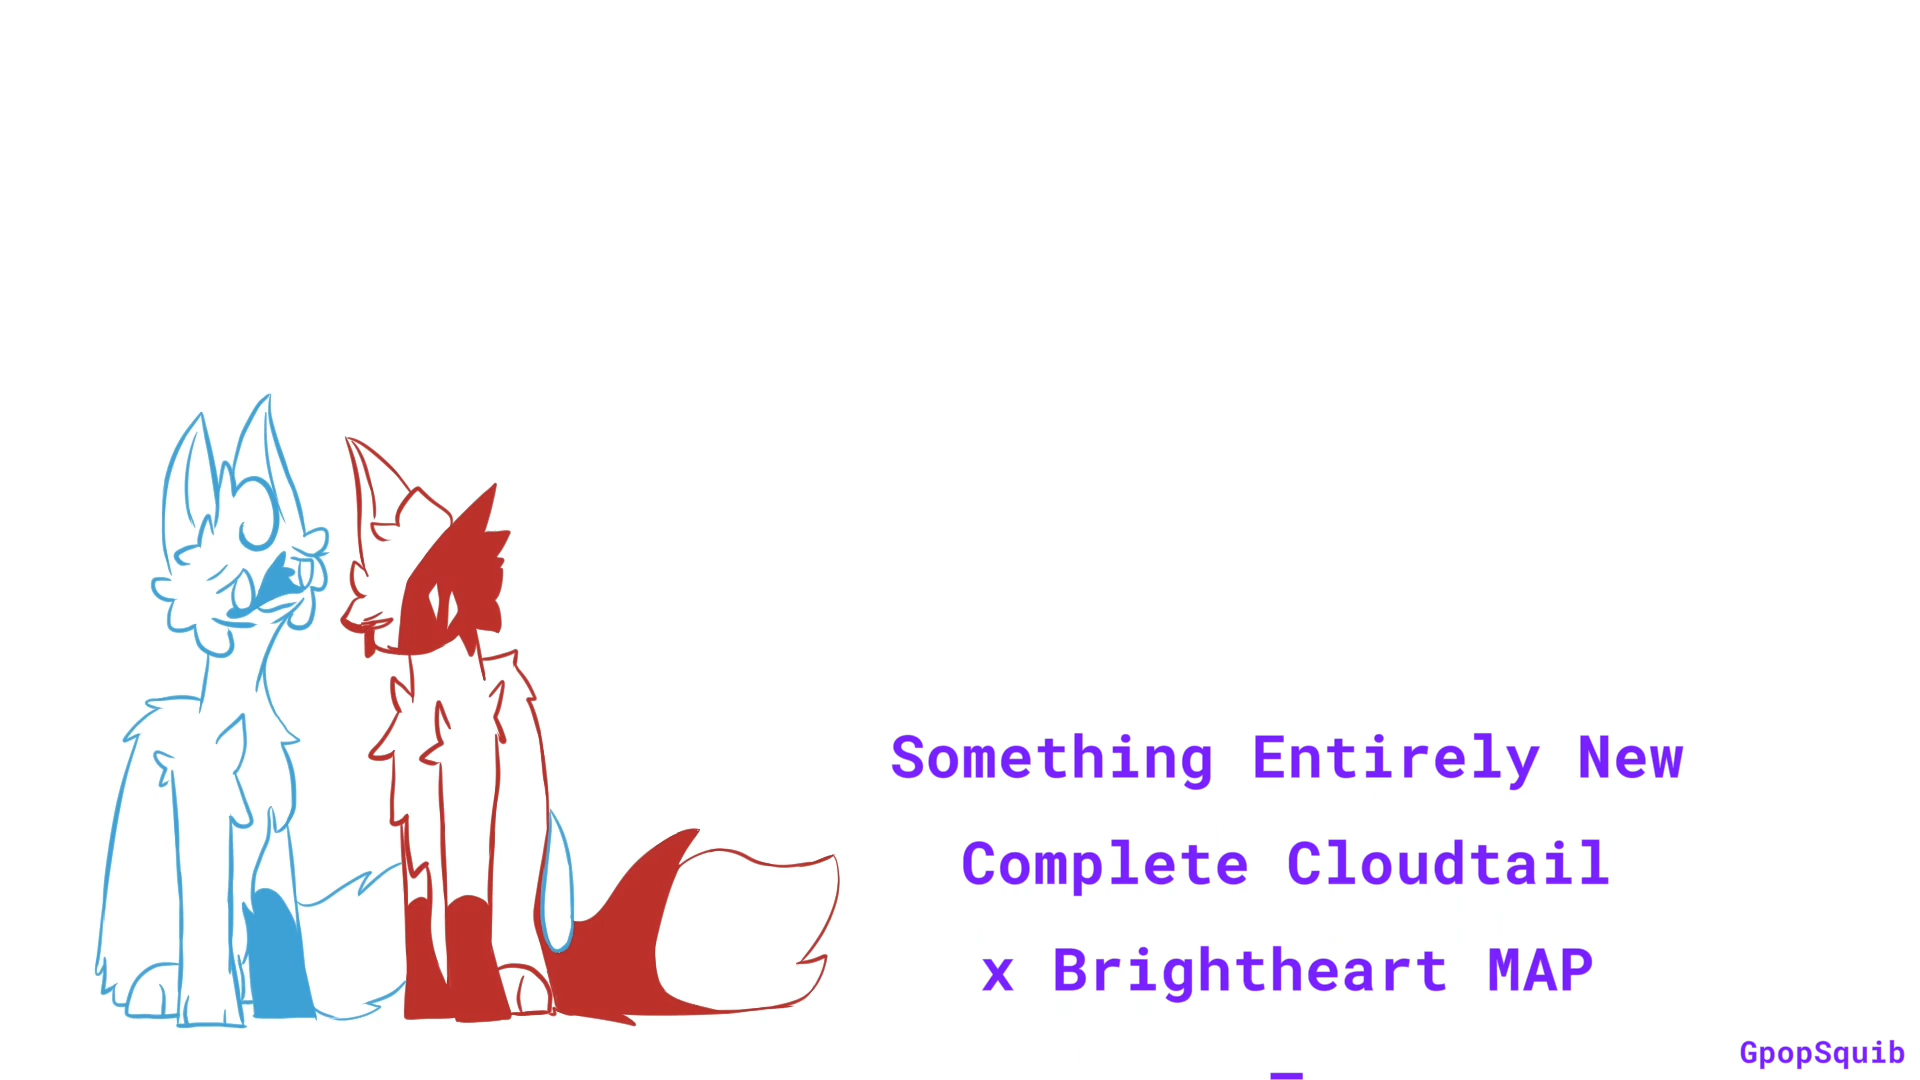 Something Entirely New
Complete Cloudtail
x Brightheart MAP
_
GpopSquib